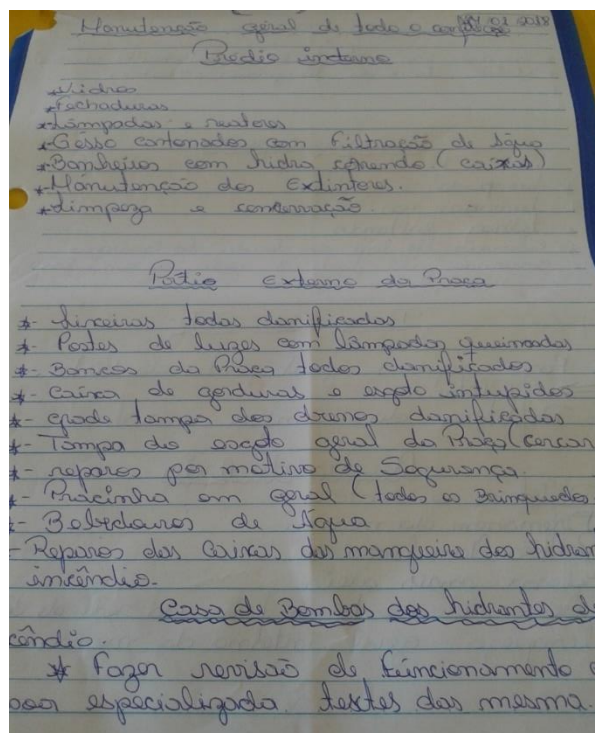 Manutenção geral de todo o 01 2018
Predio interno
*Vidros
*Fechaduras
*Lâmpadas e reatores
*Gesso cartonados com Filtração de Água
*Banheiros com hidra correndo (caixas)
*Manutenção dos Extintores.
*Limpeza e conservação.
Pátio Externo da Praça
*- Lixeiras todas danificadas
*- Postes de luzes com lâmpadas queimadas
*- Bancos da Praça todos danificados
*- Caixa de gorduras e esgoto intupidos
*- grade tampa dos drenos danificadas
*- Tampa do esgoto geral da Praça (cercar
*- reparos por motivo de Segurança.
*- Pracinha em geral (todos os Brinquedos
*- Bebedouros de Água
- Reparos das Caixas das mangueira dos hidran
incêndio.
Casa de Bombas dos hidrantes de
cêndio.
* Fazer revisão de funcionamento
especializada. testes das mesma.